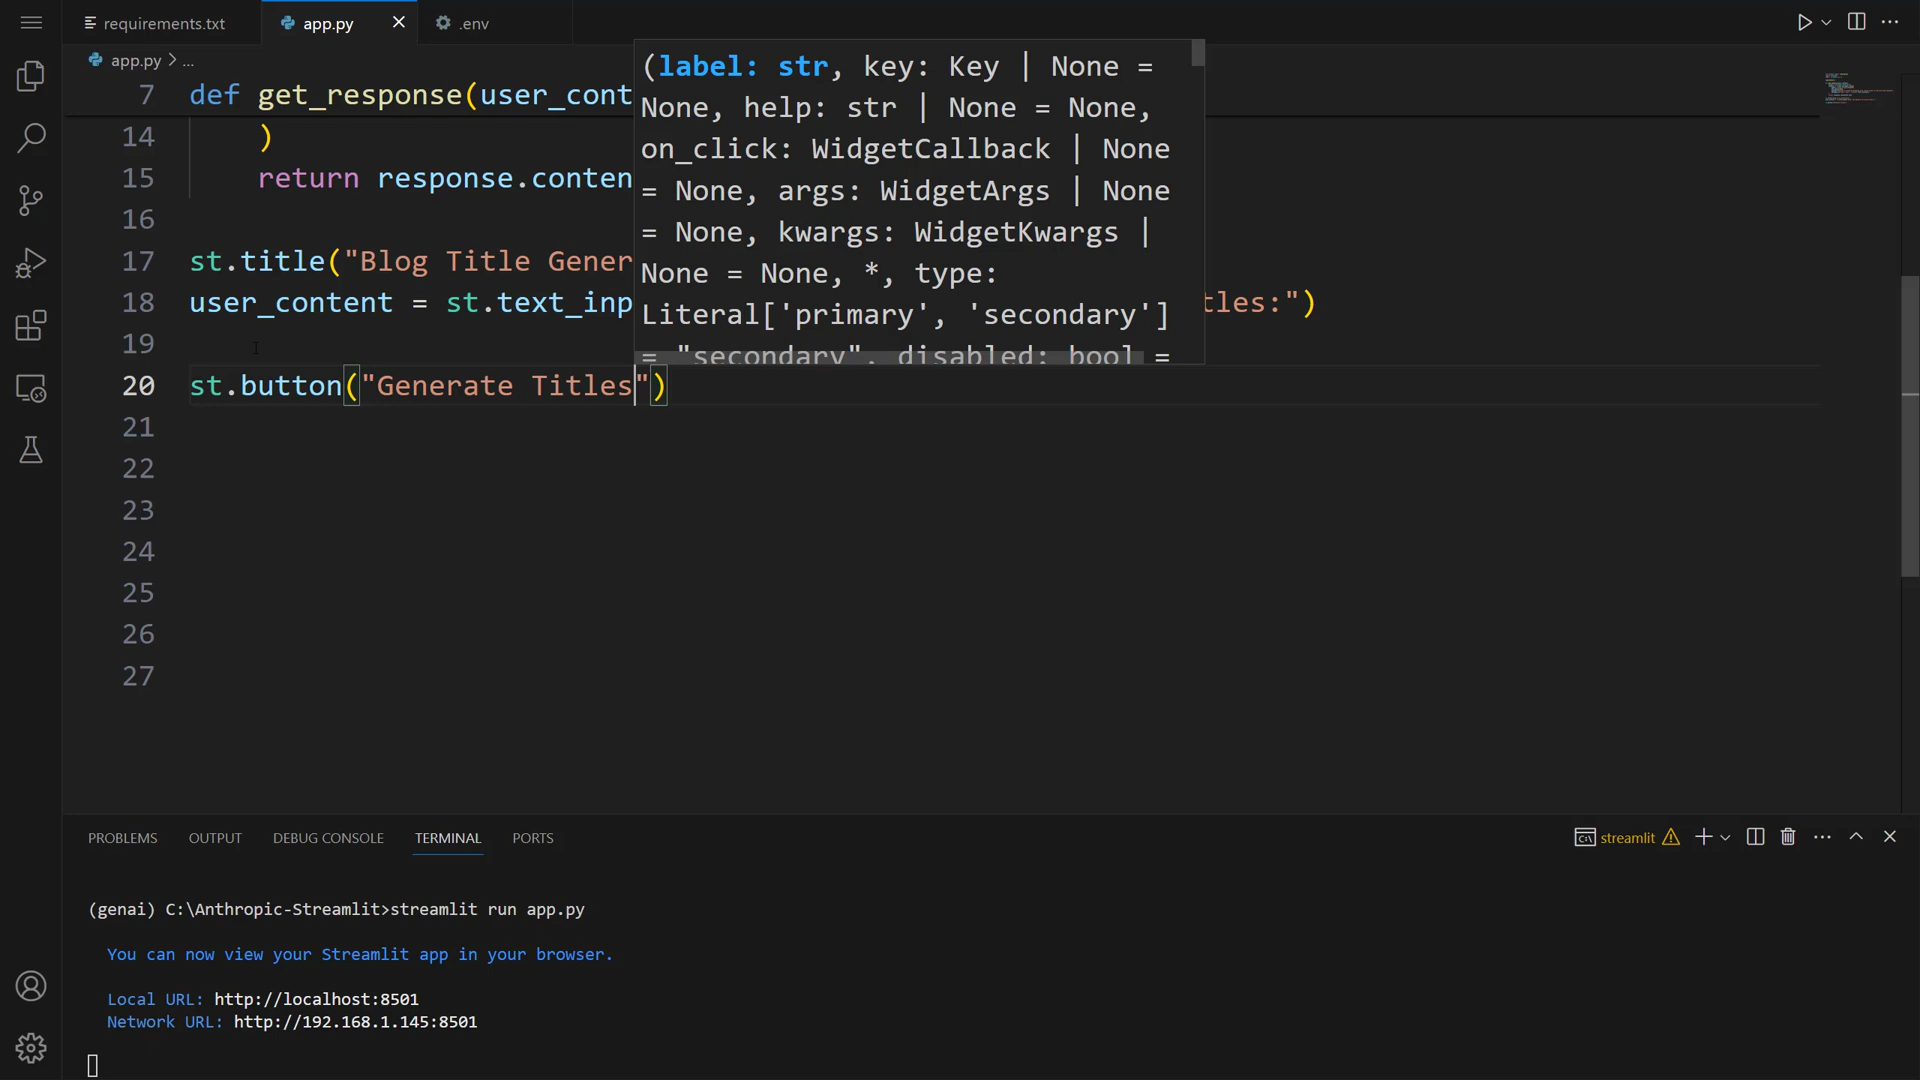 requirements.txt
app.py
.env
app.py > ...
(label: str, key: Key | None =
None, help: str | None = None,
on_click: WidgetCallback | None
= None, args: WidgetArgs | None
= None, kwargs: WidgetKwargs |
None = None, *, type:
Literal['primary', 'secondary']
= "secondary", disabled: bool =
7 def get_response(user_cont
14 )
15 return response.conten
16
17 st.title("Blog Title Gener
18 user_content = st.text_inp tles:")
19
20 st.button("Generate Titles")
21
22
23
24
25
26
27
PROBLEMS OUTPUT DEBUG CONSOLE TERMINAL PORTS
streamlit
(genai) C:\Anthropic-Streamlit>streamlit run app.py
You can now view your Streamlit app in your browser.
Local URL: http://localhost:8501
Network URL: http://192.168.1.145:8501